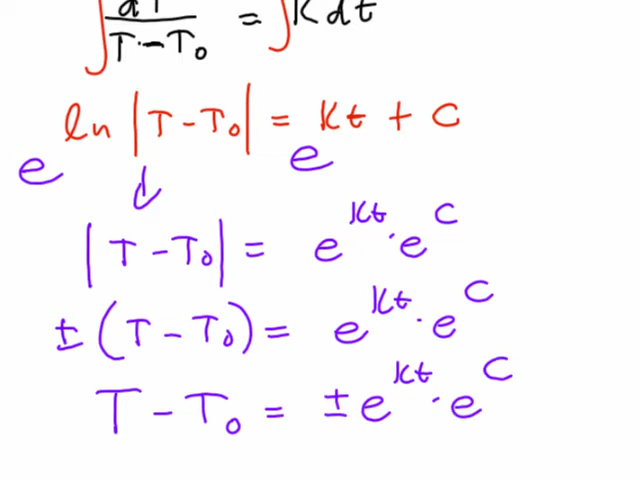 ∫ dT / (T - T₀) = ∫ K dt
ln |T - T₀| = Kt + C
e e
|T - T₀| = e^(Kt) · e^C
± (T - T₀) = e^(Kt) · e^C
T - T₀ = ± e^(Kt) · e^C